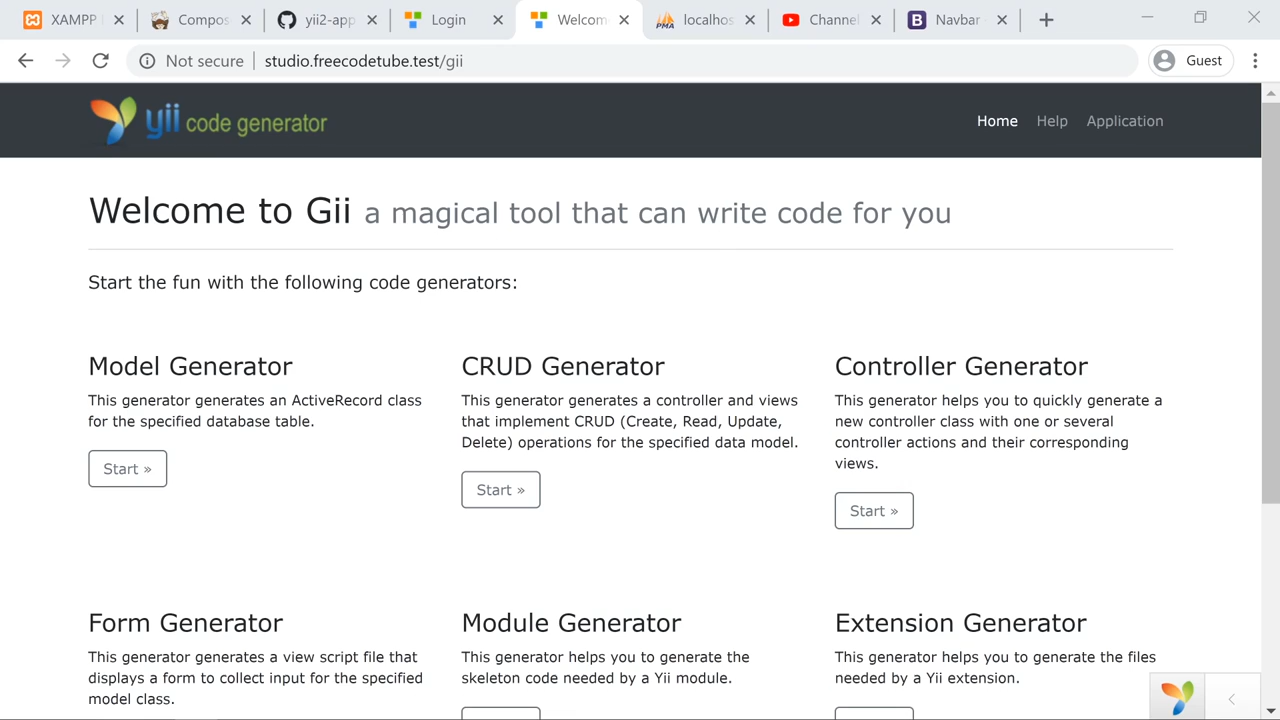 XAMPP
Compos
yii2-app
Login
Welcom
localhos
Channe
Navbar
Not secure
studio.freecodetube.test/gii
Guest
yii code generator
Home
Help
Application
Welcome to Gii a magical tool that can write code for you
Start the fun with the following code generators:
Model Generator
This generator generates an ActiveRecord class
for the specified database table.
Start »
CRUD Generator
This generator generates a controller and views
that implement CRUD (Create, Read, Update,
Delete) operations for the specified data model.
Start »
Controller Generator
This generator helps you to quickly generate a
new controller class with one or several
controller actions and their corresponding
views.
Start »
Form Generator
This generator generates a view script file that
displays a form to collect input for the specified
model class.
Module Generator
This generator helps you to generate the
skeleton code needed by a Yii module.
Extension Generator
This generator helps you to generate the files
needed by a Yii extension.